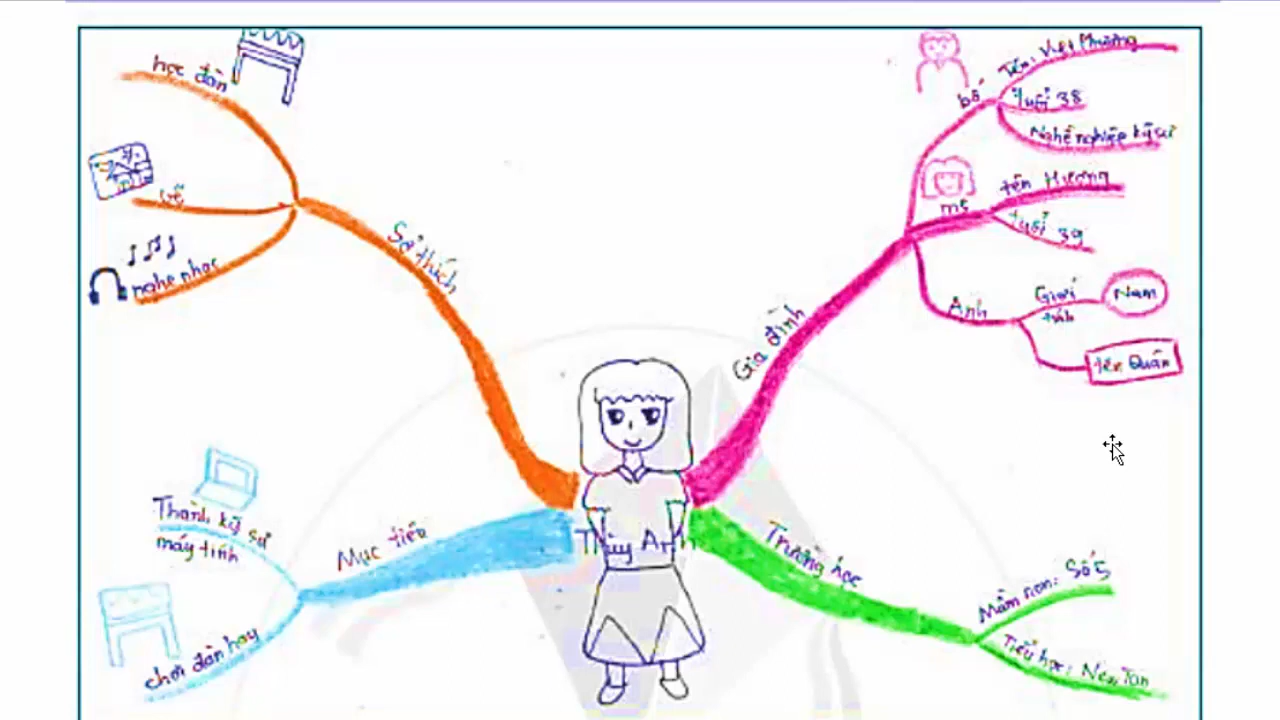 học đàn
vẽ
nghe nhạc
Sở thích
bố
Tên: Việt Phương
Tuổi 38
Nghề nghiệp kỹ sư
mẹ
tên Hương
tuổi 39
Anh
Giới
tính
Nam
tên Quân
Gia đình
Thùy Anh
Mục tiêu
Thành kỹ sư
máy tính
chơi đàn hay
Trường học
Mầm non: Số 5
Tiểu học: